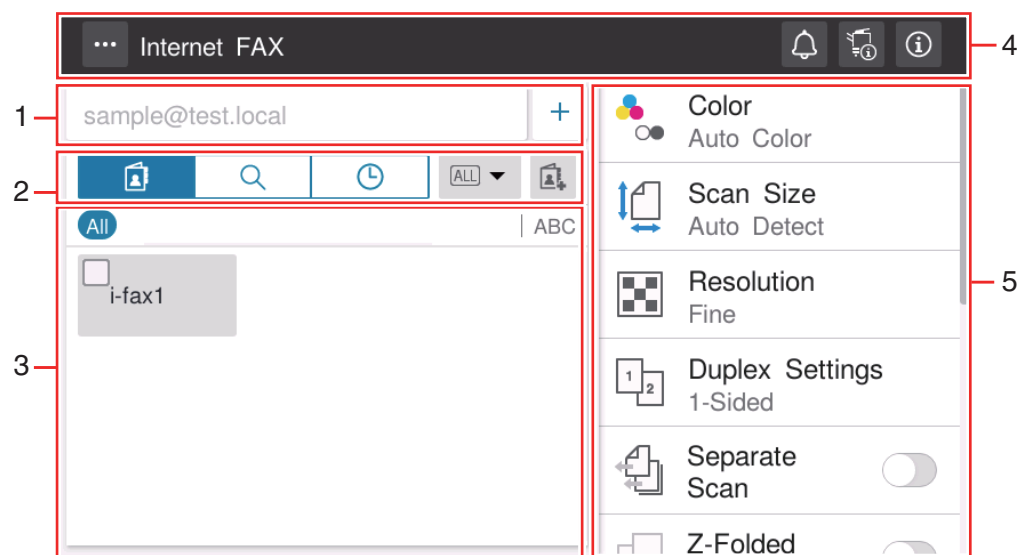 Internet FAX
4
1
sample@test.local
+
2
ALL
All
ABC
i-fax1
3
Color
Auto Color
Scan Size
Auto Detect
Resolution
Fine
5
1
2
Duplex Settings
1-Sided
Separate
Scan
Z-Folded